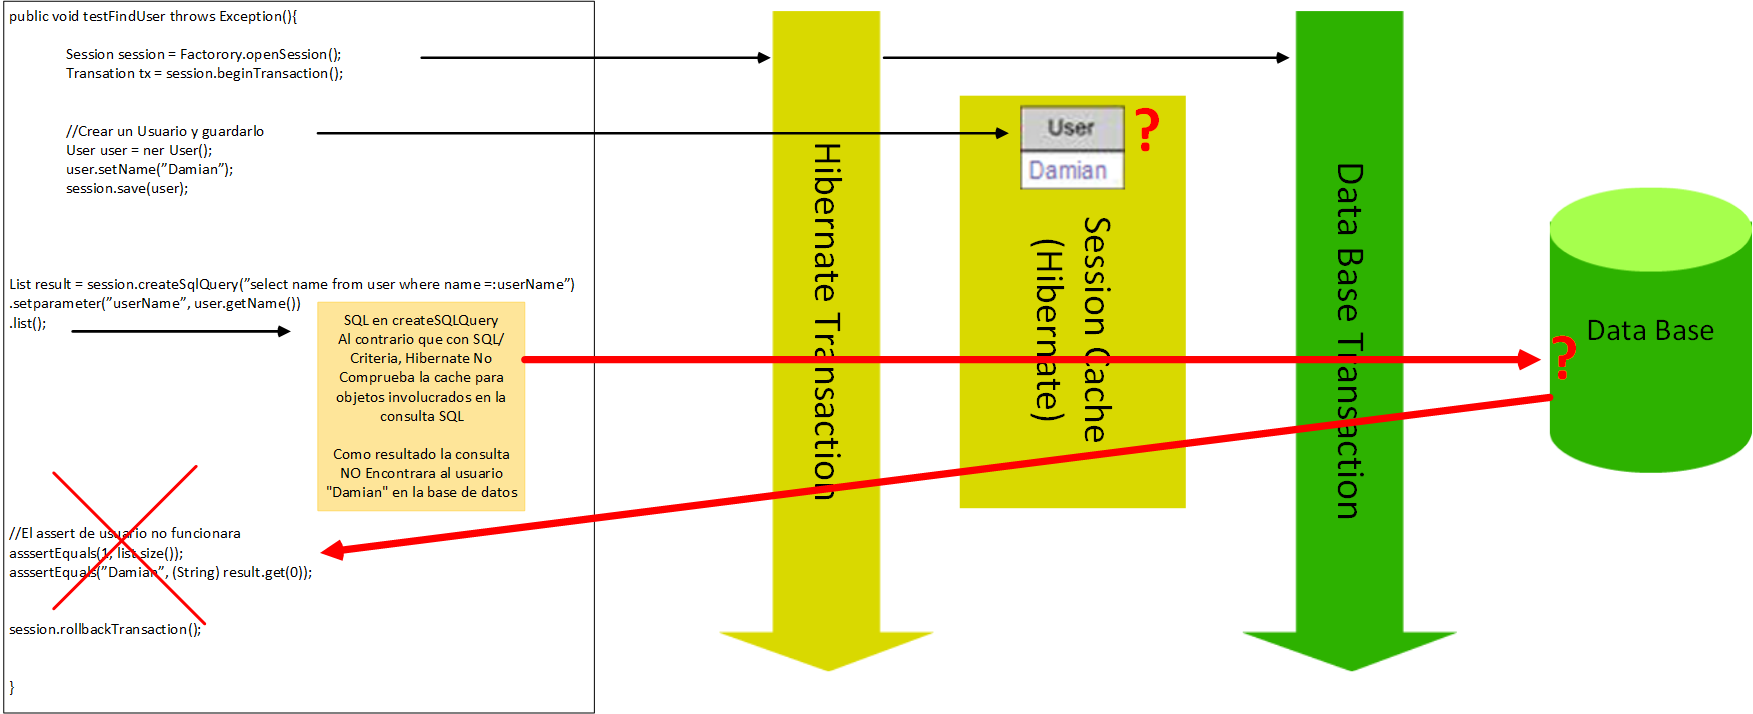 public void testFindUser throws Exception(){
Session session = Factorory.openSession();
Transation tx = session.beginTransaction();
//Crear un Usuario y guardarlo
User user = ner User();
user.setName(”Damian”);
session.save(user);
List result = session.createSqlQuery(”select name from user where name =:userName”)
.setparameter(”userName”, user.getName())
.list();
SQL en createSQLQuery
Al contrario que con SQL/
Criteria, Hibernate No
Comprueba la cache para
objetos involucrados en la
consulta SQL
Como resultado la consulta
NO Encontrara al usuario
"Damian" en la base de datos
//El assert de usuario no funcionara
asssertEquals(1, list.size());
asssertEquals(”Damian”, (String) result.get(0));
session.rollbackTransaction();
}
Hibernate Transaction
User
?
Damian
Session Cache
(Hibernate)
Data Base Transaction
?
Data Base